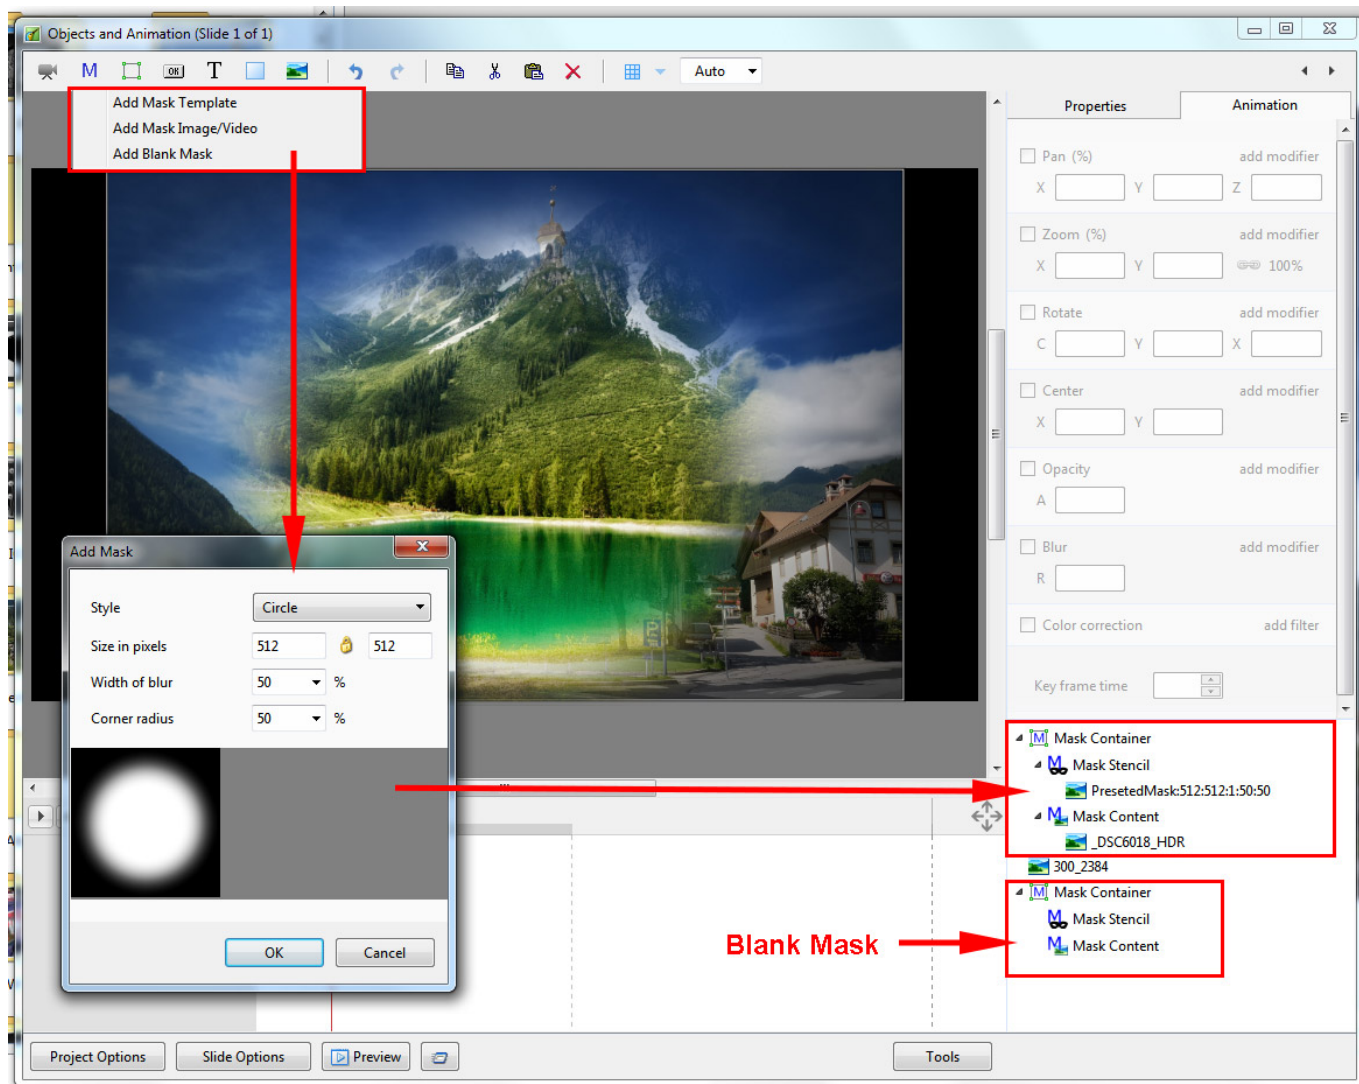 Objects and Animation (Slide 1 of 1)
M OK T Auto
Add Mask Template
Add Mask Image/Video
Add Blank Mask
Properties Animation
Pan (%) add modifier
X Y Z
Zoom (%) add modifier
X Y 100%
Rotate add modifier
C Y X
Center add modifier
X Y
Opacity add modifier
A
Blur add modifier
R
Color correction add filter
Key frame time
Add Mask
Style Circle
Size in pixels 512 512
Width of blur 50 %
Corner radius 50 %
OK Cancel
M Mask Container
M Mask Stencil
PresetedMask:512:512:1:50:50
M Mask Content
_DSC6018_HDR
300_2384
M Mask Container
M Mask Stencil
M Mask Content
Blank Mask
Project Options Slide Options Preview Tools